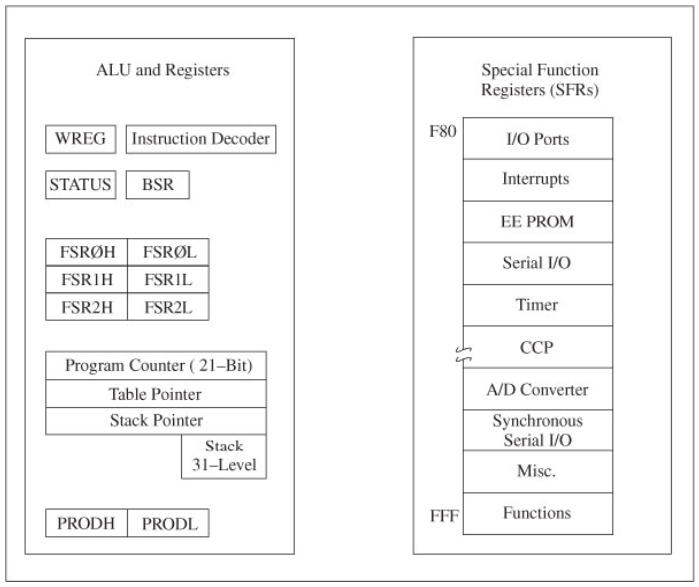 ALU and Registers
WREG
Instruction Decoder
STATUS
BSR
FSRØH
FSRØL
FSR1H
FSR1L
FSR2H
FSR2L
Program Counter ( 21–Bit)
Table Pointer
Stack Pointer
Stack
31–Level
PRODH
PRODL
Special Function
Registers (SFRs)
F80
I/O Ports
Interrupts
EE PROM
Serial I/O
Timer
CCP
A/D Converter
Synchronous
Serial I/O
Misc.
FFF
Functions